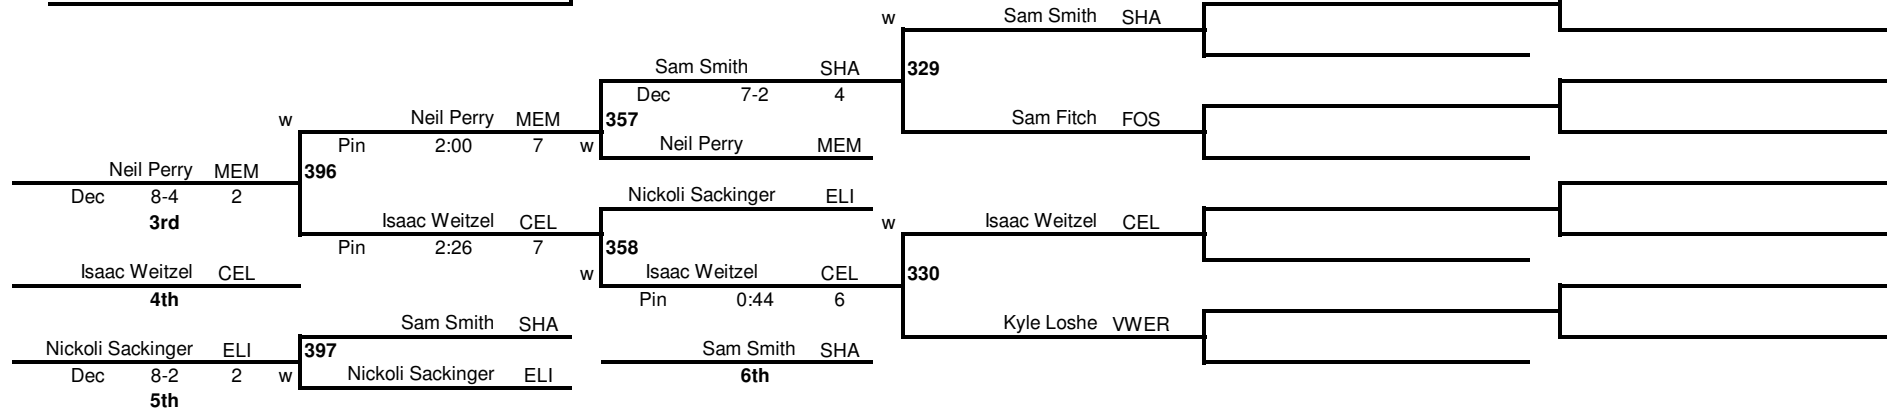 w Sam Smith SHA
Sam Smith SHA 329
Dec 7-2 4
w Neil Perry MEM 357 Sam Fitch FOS
Pin 2:00 7 w Neil Perry MEM
Neil Perry MEM 396
Dec 8-4 2 Nickoli Sackinger ELI
3rd Isaac Weitzel CEL w Isaac Weitzel CEL
Pin 2:26 7 358
Isaac Weitzel CEL w Isaac Weitzel CEL 330
4th Pin 0:44 6
Sam Smith SHA Kyle Loshe VWER
Nickoli Sackinger ELI 397 Sam Smith SHA
Dec 8-2 2 w Nickoli Sackinger ELI 6th
5th